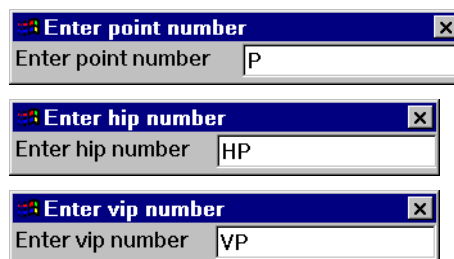 Enter point number
Enter point number P
Enter hip number
Enter hip number HP
Enter vip number
Enter vip number VP